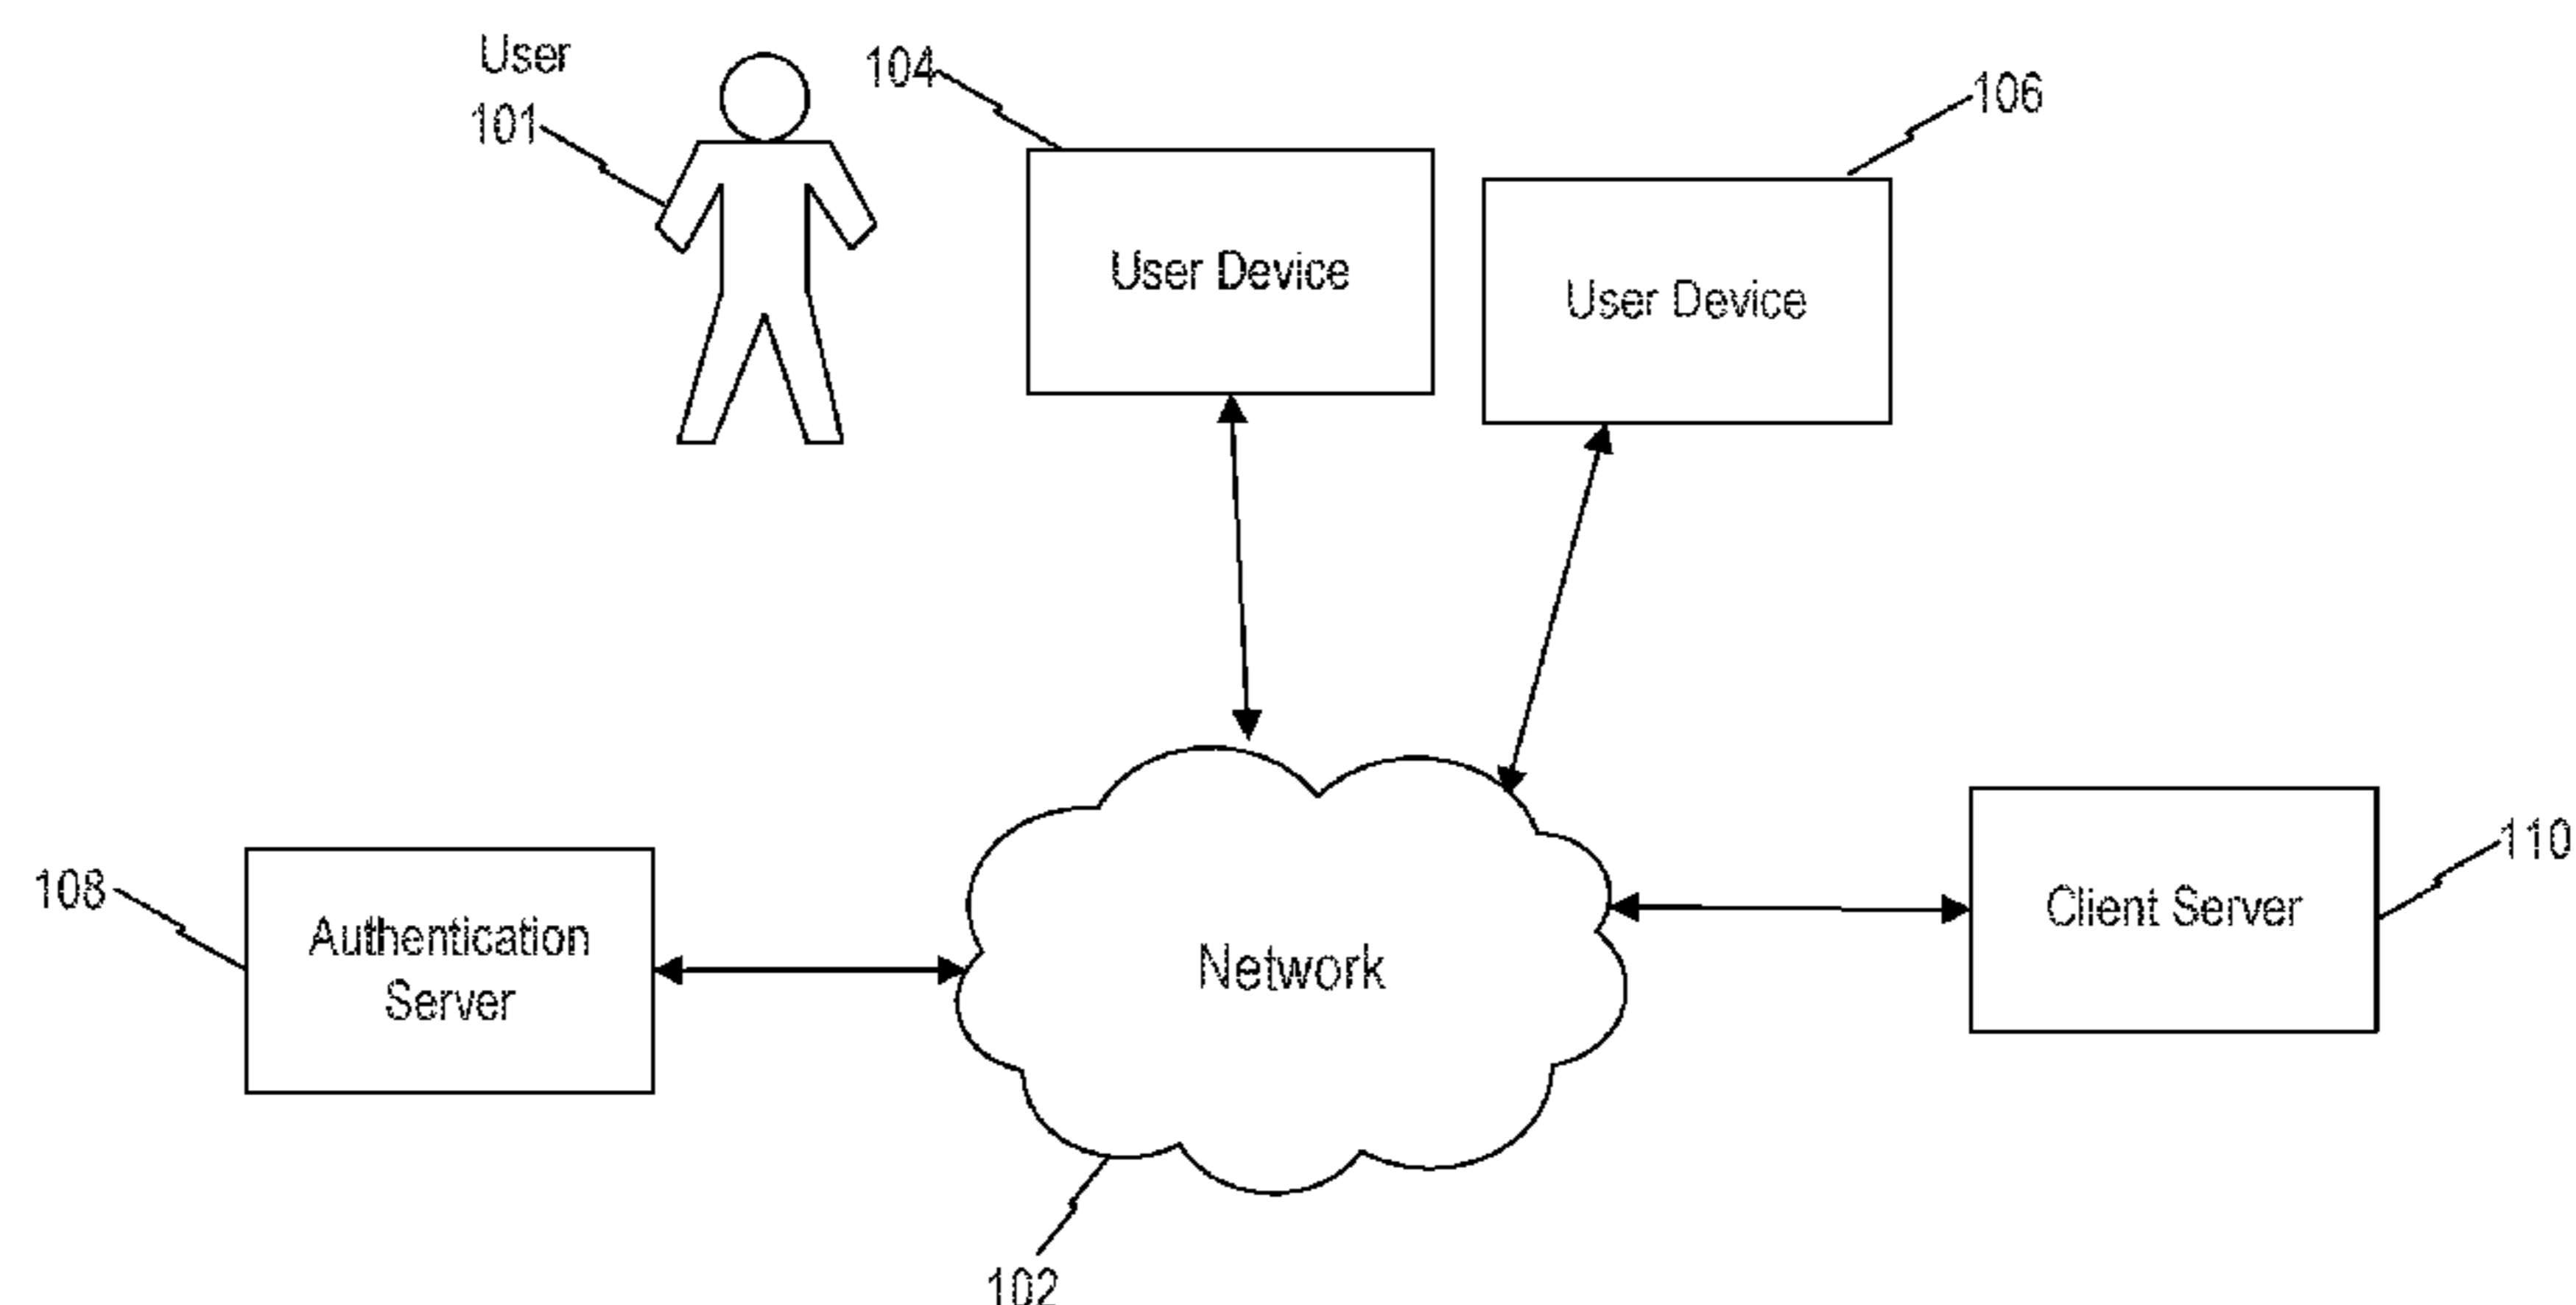 User
101
104
106
User Device
User Device
108
Authentication
Server
Network
Client Server
110
102